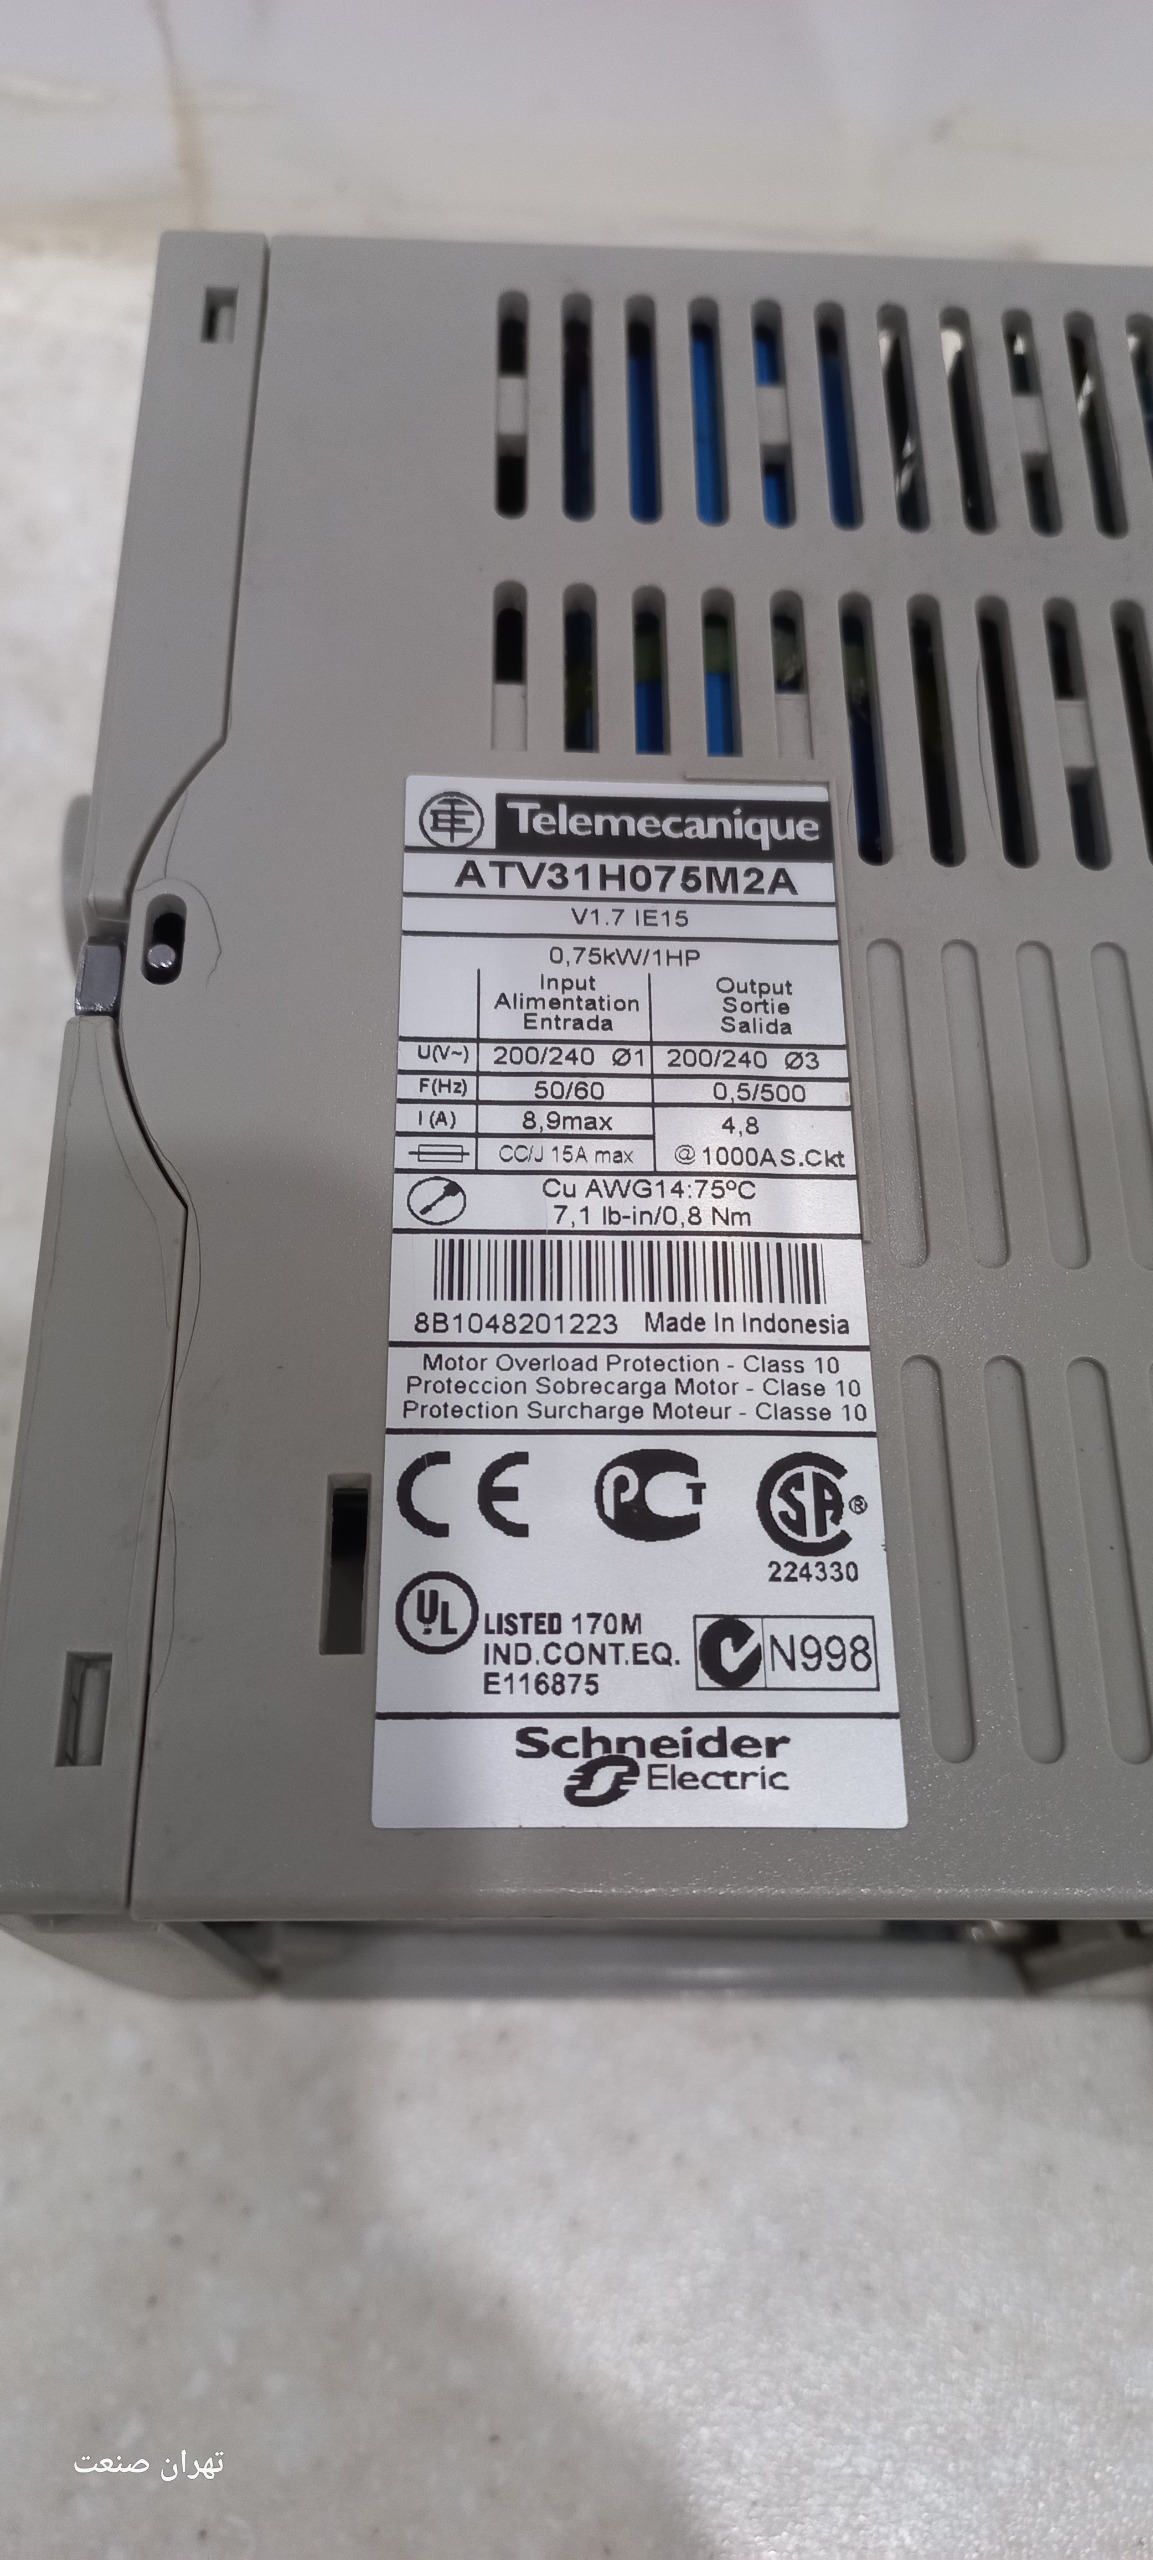 Telemecanique
ATV31H075M2A
V1.7 IE15
0,75kW/1HP
Input Output
Alimentation Sortie
Entrada Salida
U(V~) 200/240 Ø1 200/240 Ø3
F(Hz) 50/60 0,5/500
I (A) 8,9max 4,8
CC/J 15A max @1000AS.Ckt
Cu AWG14:75ºC
7,1 lb-in/0,8 Nm
8B1048201223 Made In Indonesia
Motor Overload Protection - Class 10
Proteccion Sobrecarga Motor - Clase 10
Protection Surcharge Moteur - Classe 10
CE PCT SA®
224330
UL LISTED 170M
IND.CONT.EQ. N998
E116875
Schneider
Electric
تهران صنعت